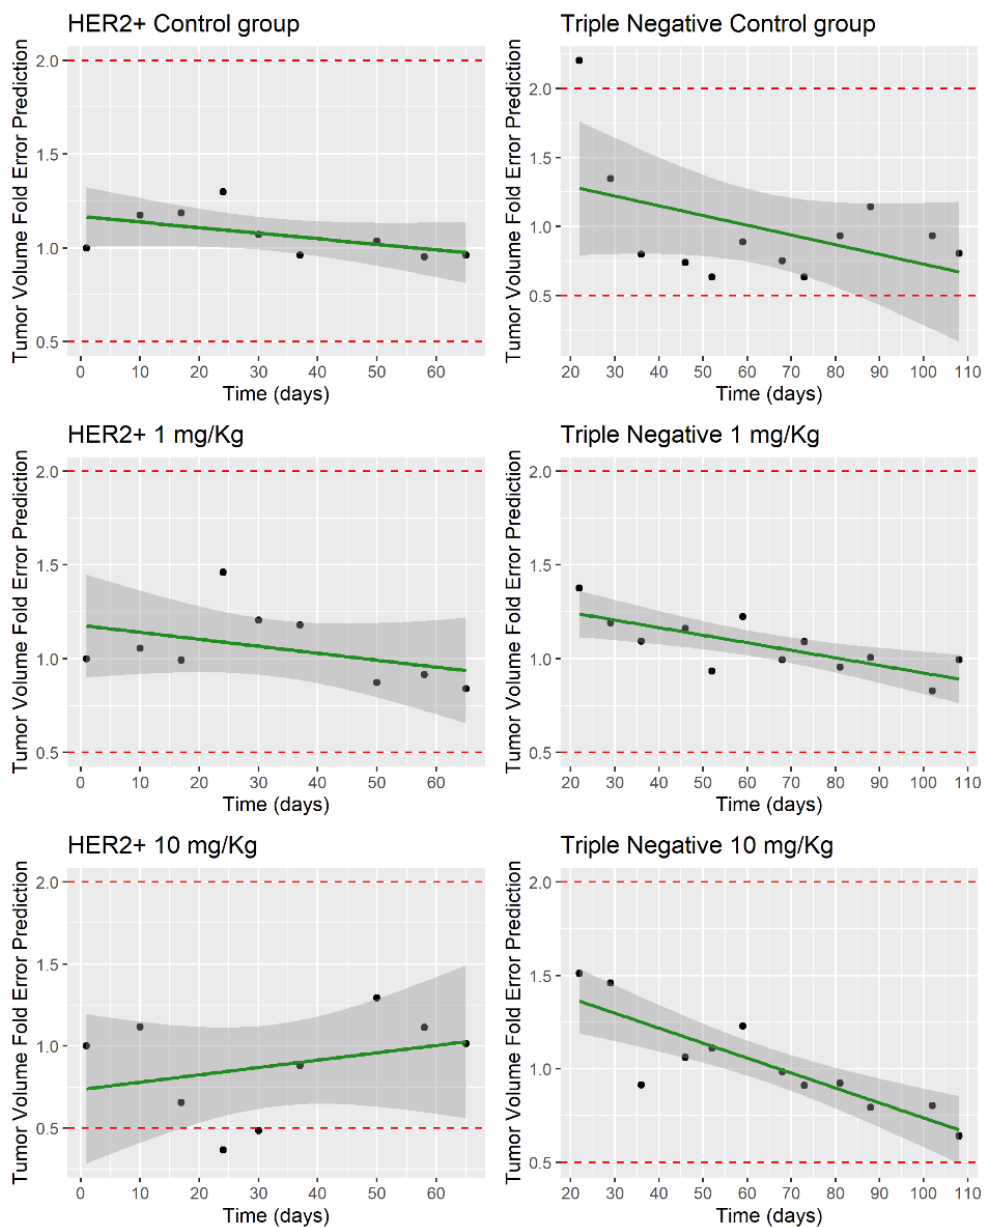 HER2+ Control group
Tumor Volume Fold Error Prediction
2.0
1.5
1.0
0.5
0 10 20 30 40 50 60
Time (days)
Triple Negative Control group
Tumor Volume Fold Error Prediction
2.0
1.5
1.0
0.5
20 30 40 50 60 70 80 90 100 110
Time (days)
HER2+ 1 mg/Kg
Tumor Volume Fold Error Prediction
2.0
1.5
1.0
0.5
0 10 20 30 40 50 60
Time (days)
Triple Negative 1 mg/Kg
Tumor Volume Fold Error Prediction
2.0
1.5
1.0
0.5
20 30 40 50 60 70 80 90 100 110
Time (days)
HER2+ 10 mg/Kg
Tumor Volume Fold Error Prediction
2.0
1.5
1.0
0.5
0 10 20 30 40 50 60
Time (days)
Triple Negative 10 mg/Kg
Tumor Volume Fold Error Prediction
2.0
1.5
1.0
0.5
20 30 40 50 60 70 80 90 100 110
Time (days)